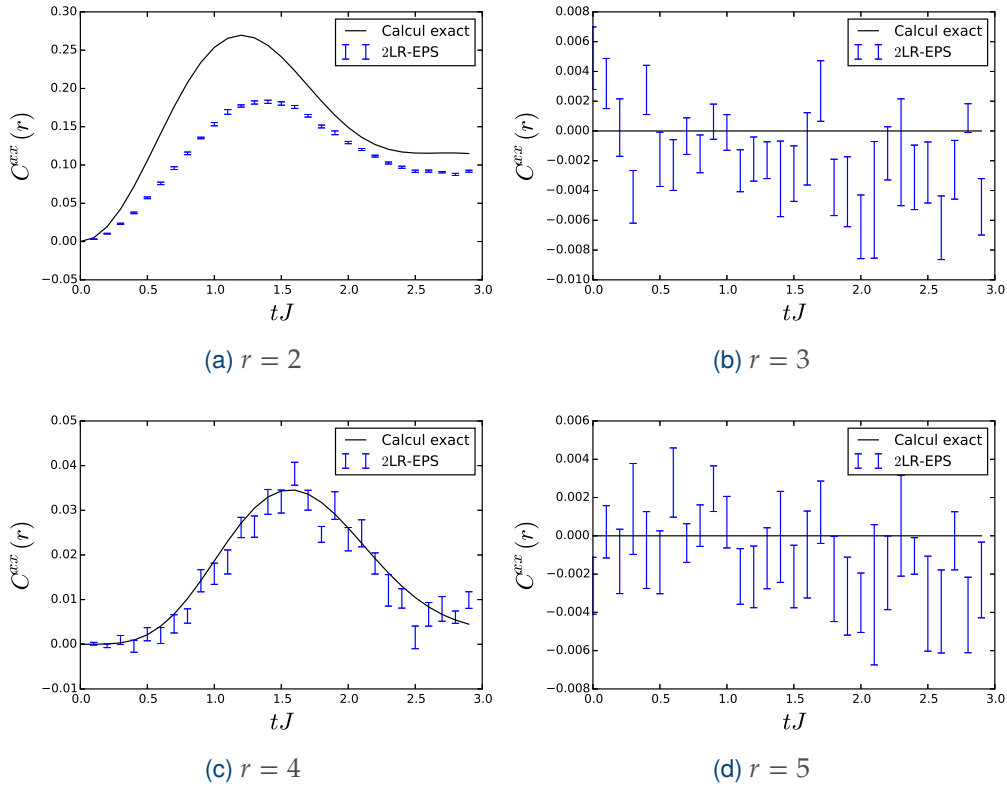 0.30
0.25
0.20
0.15
0.10
0.05
0.00
−0.05
0.0 0.5 1.0 1.5 2.0 2.5 3.0
C^{xx}(r)
tJ
Calcul exact
2LR-EPS
(a) r = 2
0.008
0.006
0.004
0.002
0.000
−0.002
−0.004
−0.006
−0.008
−0.010
0.0 0.5 1.0 1.5 2.0 2.5 3.0
C^{xx}(r)
tJ
Calcul exact
2LR-EPS
(b) r = 3
0.05
0.04
0.03
0.02
0.01
0.00
−0.01
0.0 0.5 1.0 1.5 2.0 2.5 3.0
C^{xx}(r)
tJ
Calcul exact
2LR-EPS
(c) r = 4
0.006
0.004
0.002
0.000
−0.002
−0.004
−0.006
−0.008
0.0 0.5 1.0 1.5 2.0 2.5 3.0
C^{xx}(r)
tJ
Calcul exact
2LR-EPS
(d) r = 5